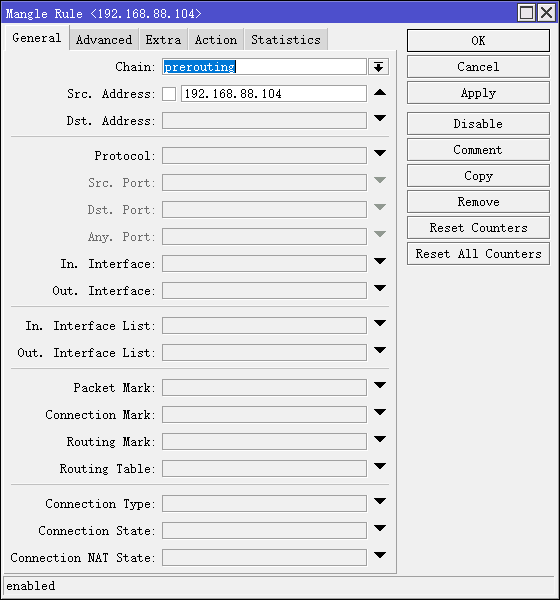 Mangle Rule <192.168.88.104>
General Advanced Extra Action Statistics
Chain: prerouting
Src. Address: 192.168.88.104
Dst. Address:
Protocol:
Src. Port:
Dst. Port:
Any. Port:
In. Interface:
Out. Interface:
In. Interface List:
Out. Interface List:
Packet Mark:
Connection Mark:
Routing Mark:
Routing Table:
Connection Type:
Connection State:
Connection NAT State:
OK
Cancel
Apply
Disable
Comment
Copy
Remove
Reset Counters
Reset All Counters
enabled